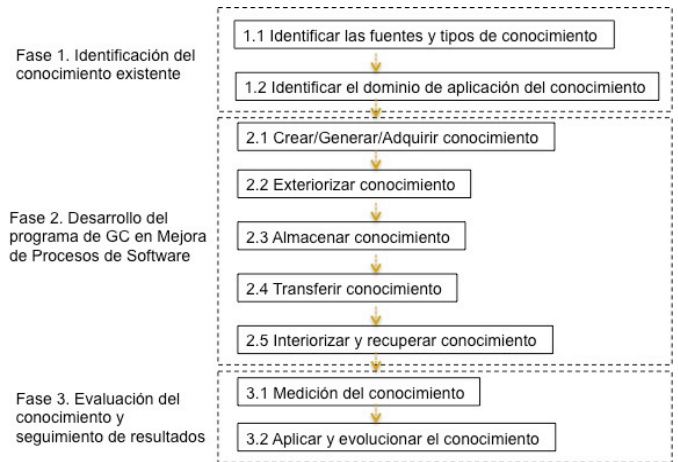 Fase 1. Identificación del
conocimiento existente
1.1 Identificar las fuentes y tipos de conocimiento
1.2 Identificar el dominio de aplicación del conocimiento
Fase 2. Desarrollo del
programa de GC en Mejora
de Procesos de Software
2.1 Crear/Generar/Adquirir conocimiento
2.2 Exteriorizar conocimiento
2.3 Almacenar conocimiento
2.4 Transferir conocimiento
2.5 Interiorizar y recuperar conocimiento
Fase 3. Evaluación del
conocimiento y
seguimiento de resultados
3.1 Medición del conocimiento
3.2 Aplicar y evolucionar el conocimiento